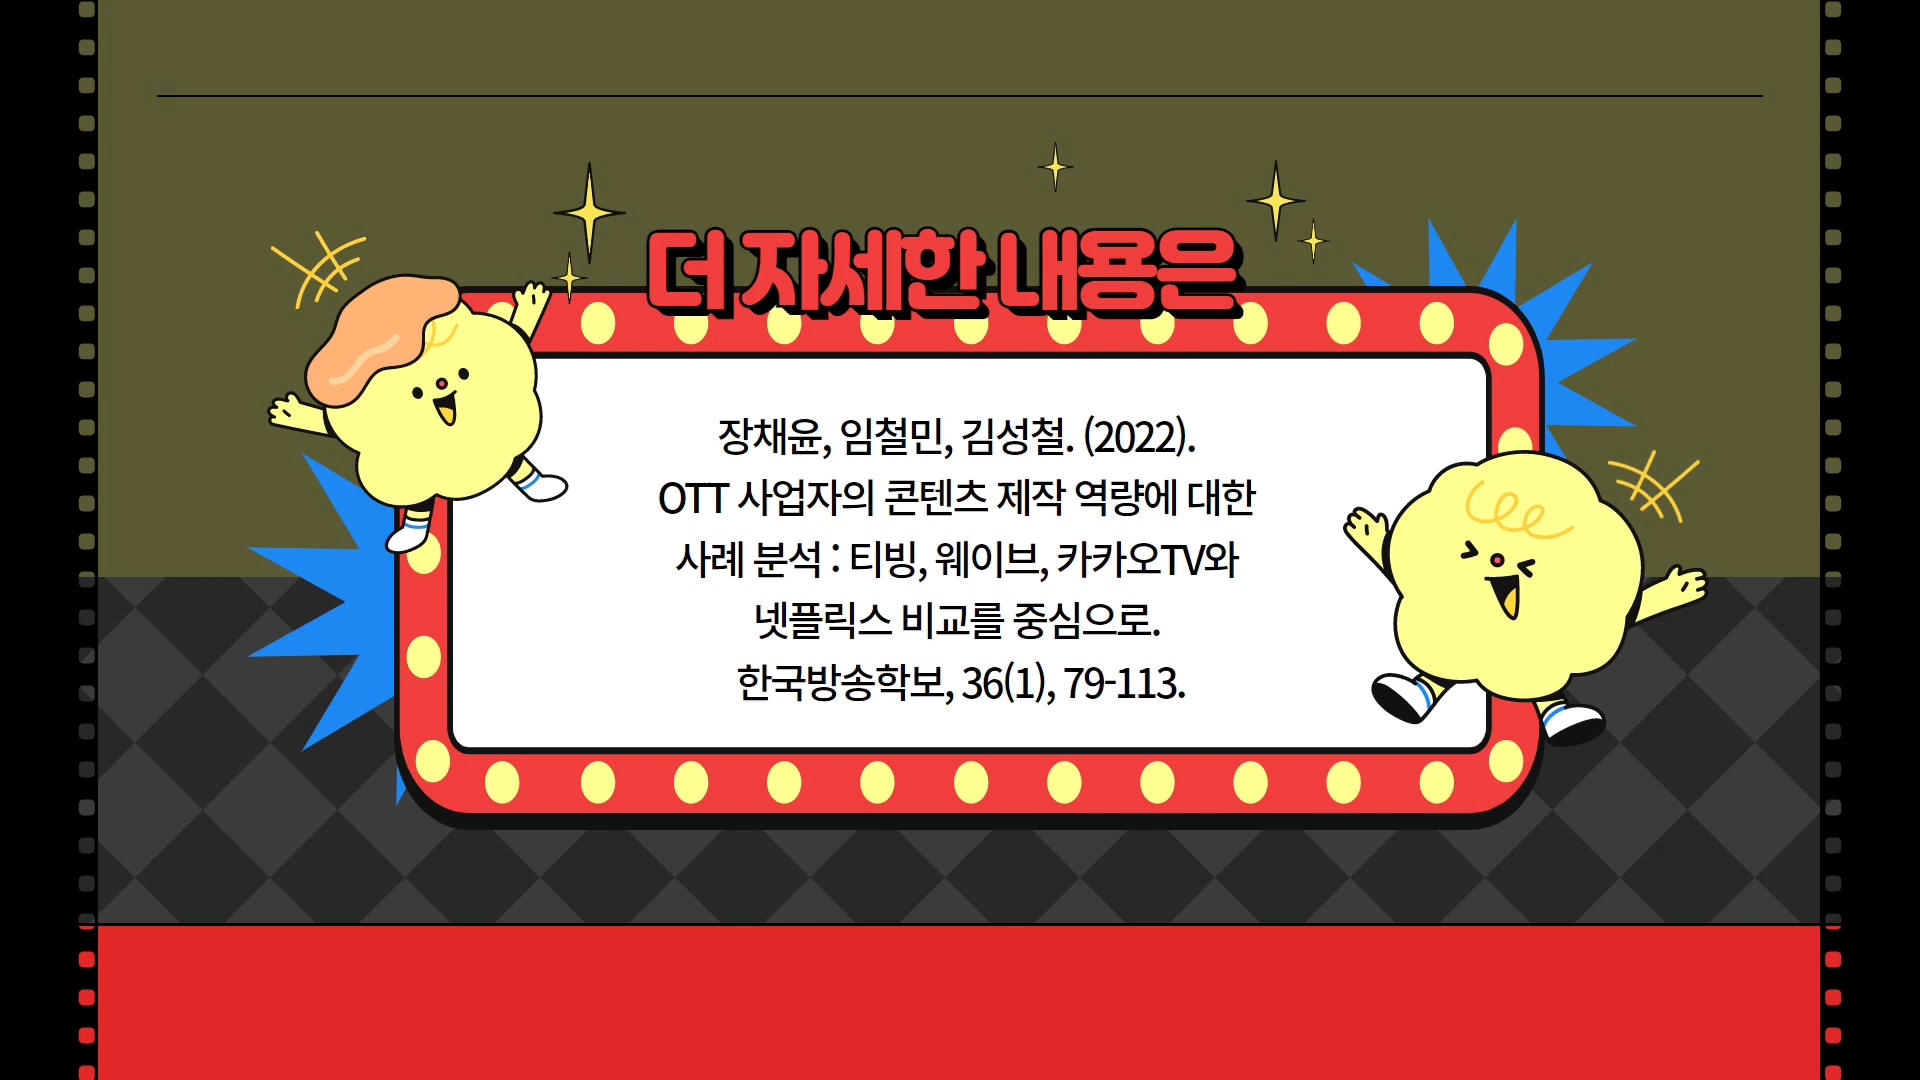 더 자세한 내용은
장채윤, 임철민, 김성철. (2022).
OTT 사업자의 콘텐츠 제작 역량에 대한
사례 분석 : 티빙, 웨이브, 카카오TV와
넷플릭스 비교를 중심으로.
한국방송학보, 36(1), 79-113.